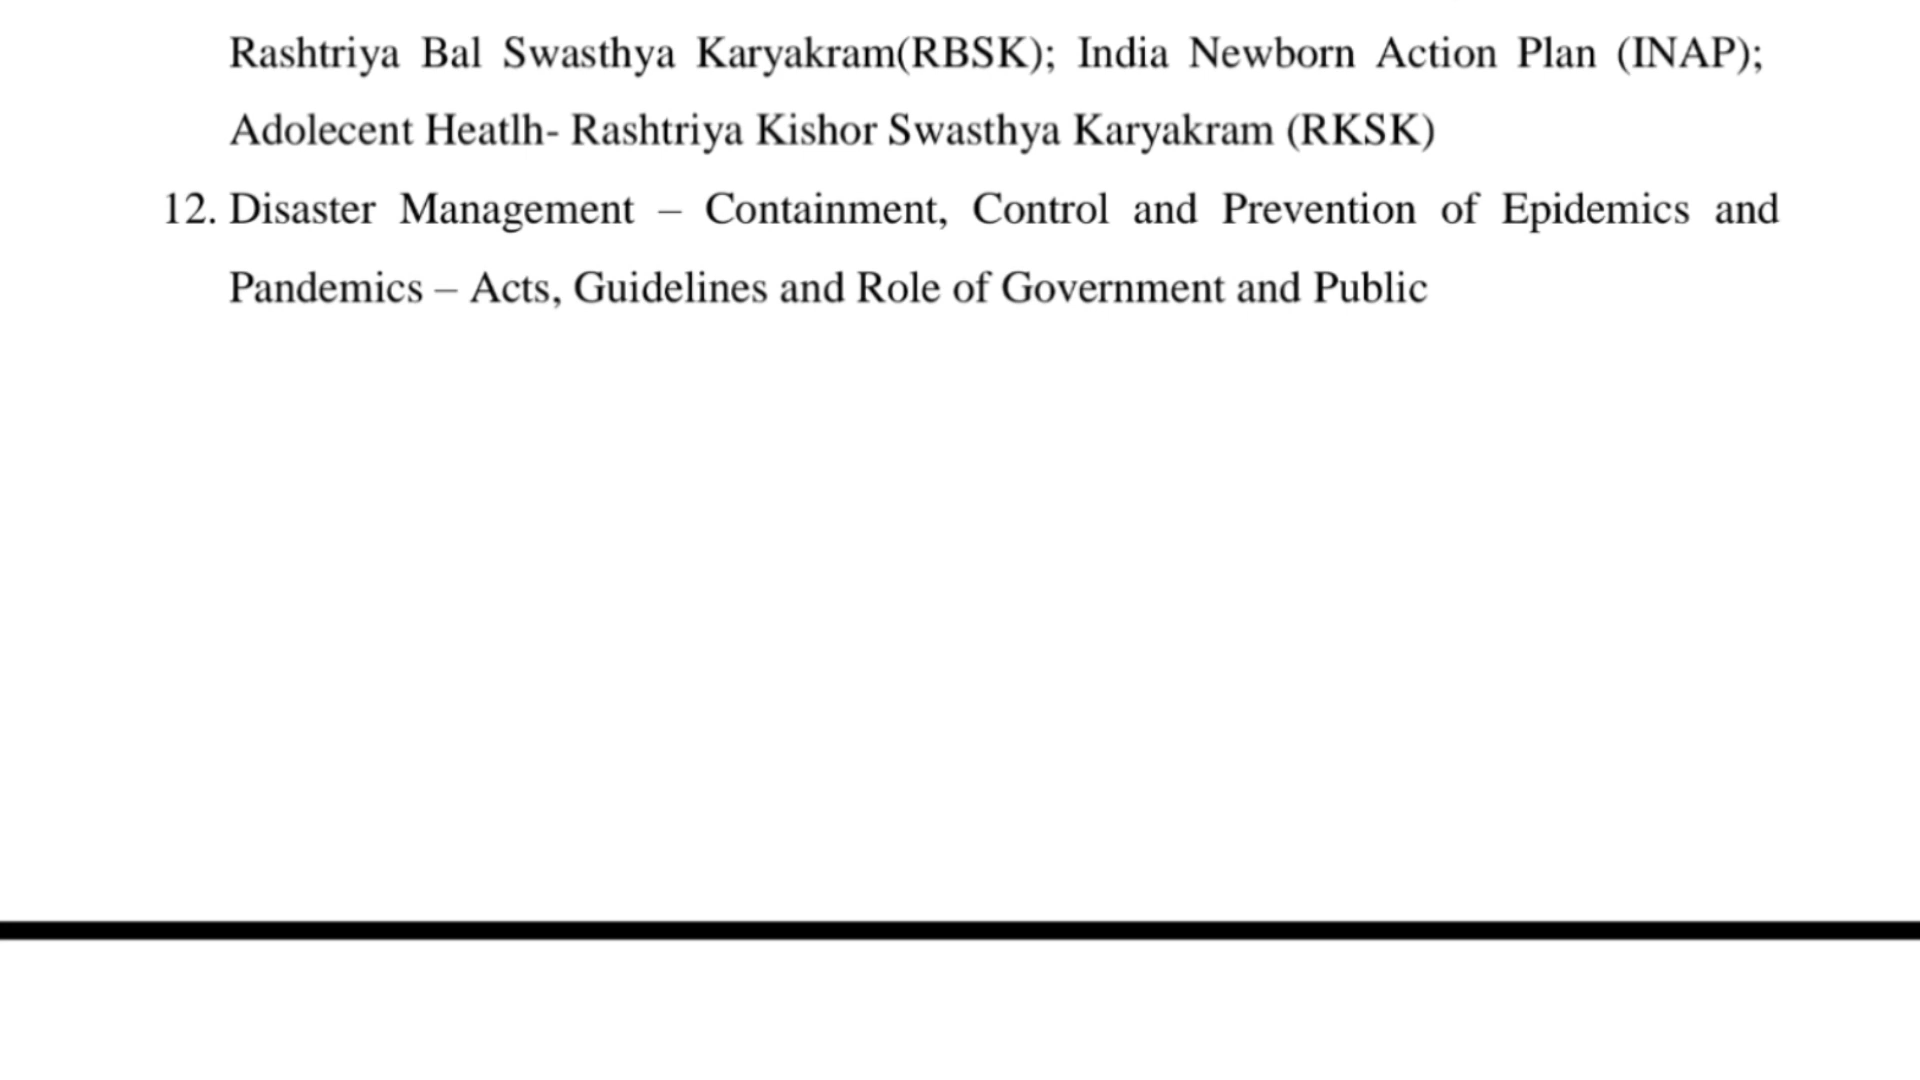 Rashtriya Bal Swasthya Karyakram(RBSK); India Newborn Action Plan (INAP);
Adolecent Heatlh- Rashtriya Kishor Swasthya Karyakram (RKSK)
12. Disaster Management – Containment, Control and Prevention of Epidemics and
Pandemics – Acts, Guidelines and Role of Government and Public